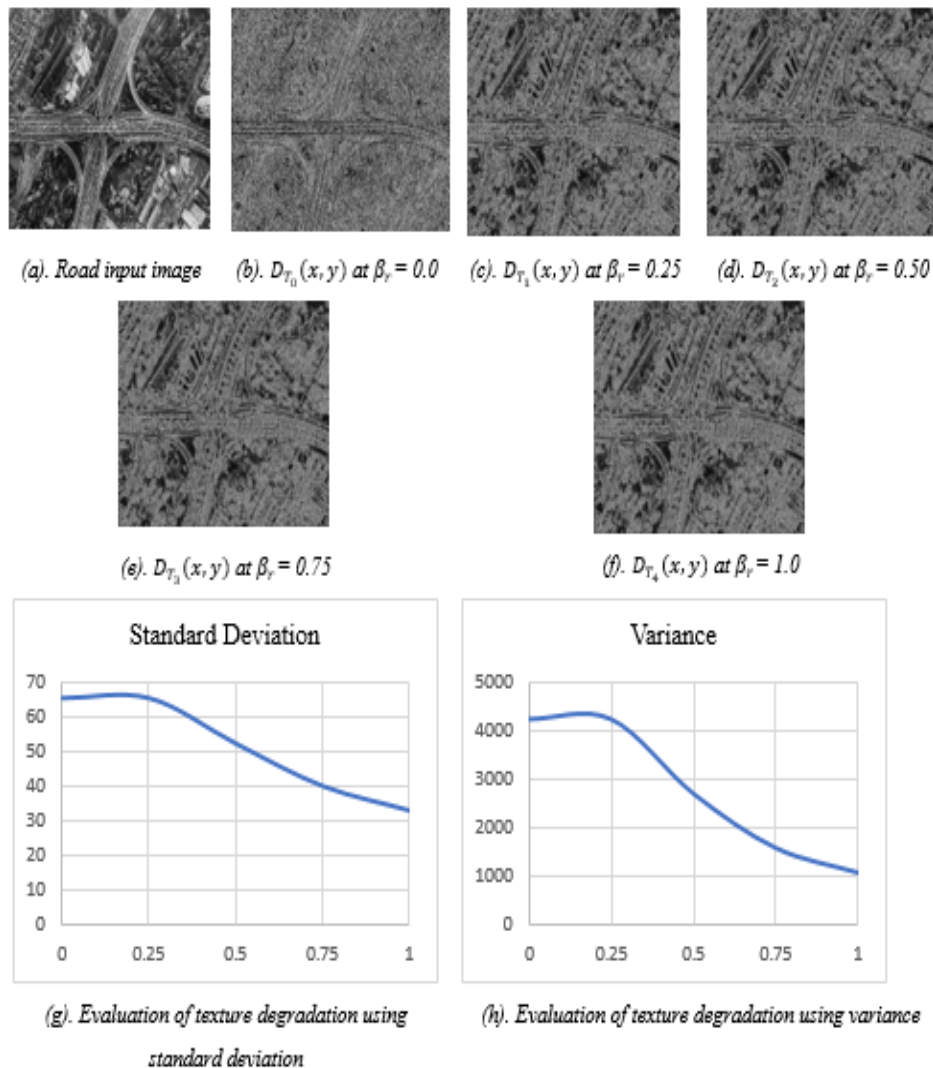 (a). Road input image
(b). D_{T_0}(x, y) at β_r = 0.0
(c). D_{T_1}(x, y) at β_r = 0.25
(d). D_{T_2}(x, y) at β_r = 0.50
(e). D_{T_3}(x, y) at β_r = 0.75
(f). D_{T_4}(x, y) at β_r = 1.0
Standard Deviation
70
60
50
40
30
20
10
0
0 0.25 0.5 0.75 1
(g). Evaluation of texture degradation using
standard deviation
Variance
5000
4000
3000
2000
1000
0
0 0.25 0.5 0.75 1
(h). Evaluation of texture degradation using variance